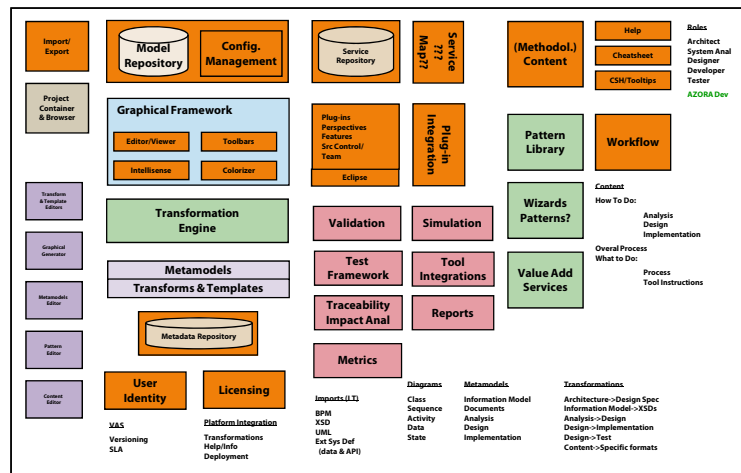 Import/
Export
Model
Repository
Config.
Management
Service
Repository
Service
???
Map??
(Methodol.)
Content
Help
Cheatsheet
CSH/Tooltips
Roles
Architect
System Anal
Designer
Developer
Tester
AZORA Dev
Project
Container
& Browser
Graphical Framework
Editor/Viewer
Toolbars
Intellisense
Colorizer
Plug-ins
Perspectives
Features
Src Control/
Team
Eclipse
Plug-in
Integration
Pattern
Library
Workflow
Transform
& Template
Editors
Transformation
Engine
Validation
Simulation
Wizards
Patterns?
Content
How To Do:
Analysis
Design
Implementation
Overal Process
What to Do:
Process
Tool Instructions
Graphical
Generator
Metamodels
Transforms & Templates
Test
Framework
Tool
Integrations
Value Add
Services
Metamodels
Editor
Metadata Repository
Traceability
Impact Anal
Reports
Pattern
Editor
Metrics
Content
Editor
User
Identity
Licensing
VAS
Versioning
SLA
Platform Integration
Transformations
Help/Info
Deployment
Imports (I,T)
BPM
XSD
UML
Ext Sys Def
(data & API)
Diagrams
Class
Sequence
Activity
Data
State
Metamodels
Information Model
Documents
Analysis
Design
Implementation
Transformations
Architecture->Design Spec
Information Model->XSDs
Analysis->Design
Design->Implementation
Design->Test
Content->Specific formats